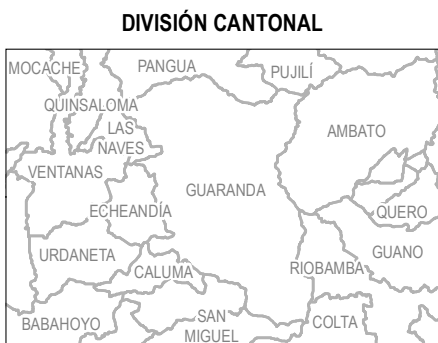 DIVISIÓN CANTONAL
MOCACHE
PANGUA
PUJILÍ
QUINSALOMA
LAS
NAVES
AMBATO
VENTANAS
GUARANDA
ECHEANDÍA
QUERO
URDANETA
CALUMA
RIOBAMBA
GUANO
BABAHOYO
SAN
MIGUEL
COLTA